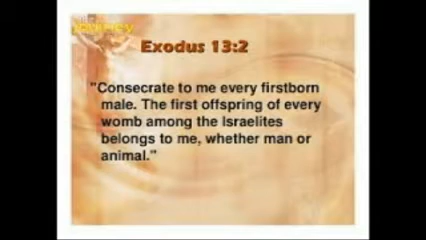 Exodus 13:2
"Consecrate to me every firstborn
male. The first offspring of every
womb among the Israelites
belongs to me, whether man or
animal."